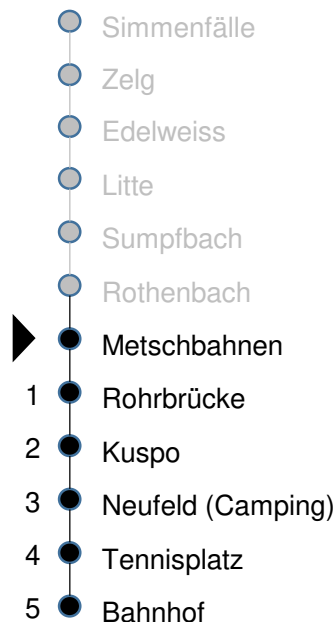 Simmenfälle
Zelg
Edelweiss
Litte
Sumpfbach
Rothenbach
Metschbahnen
1 Rohrbrücke
2 Kuspo
3 Neufeld (Camping)
4 Tennisplatz
5 Bahnhof